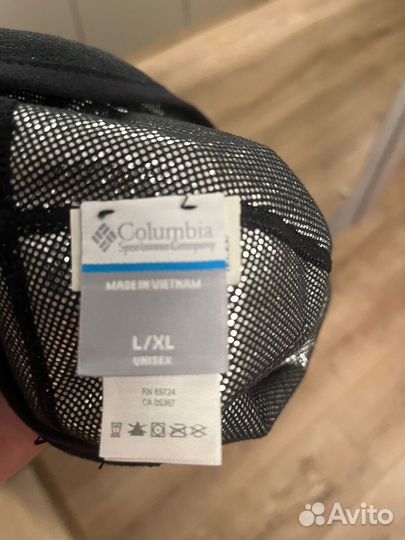 Columbia
Sportswear Company
MADE IN VIETNAM
L/XL
UNISEX
RN 69724
CA 05367
Avito